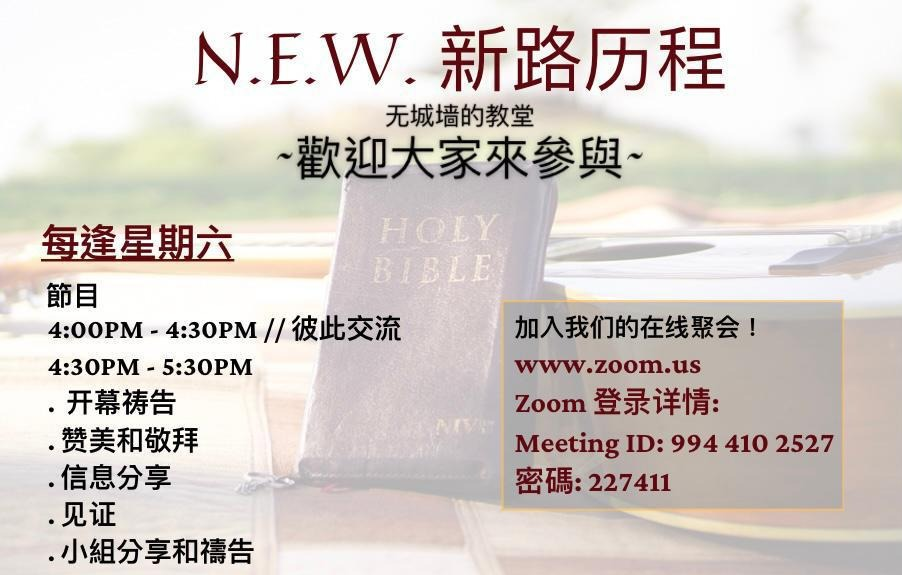 N.E.W. 新路历程
无城墙的教堂
~歡迎大家來參與~
每逢星期六
節目
4:00PM - 4:30PM // 彼此交流
4:30PM - 5:30PM
. 开幕祷告
. 赞美和敬拜
. 信息分享
. 见证
. 小組分享和禱告
HOLY
BIBLE
NIV
加入我们的在线聚会！
www.zoom.us
Zoom 登录详情:
Meeting ID: 994 410 2527
密碼: 227411